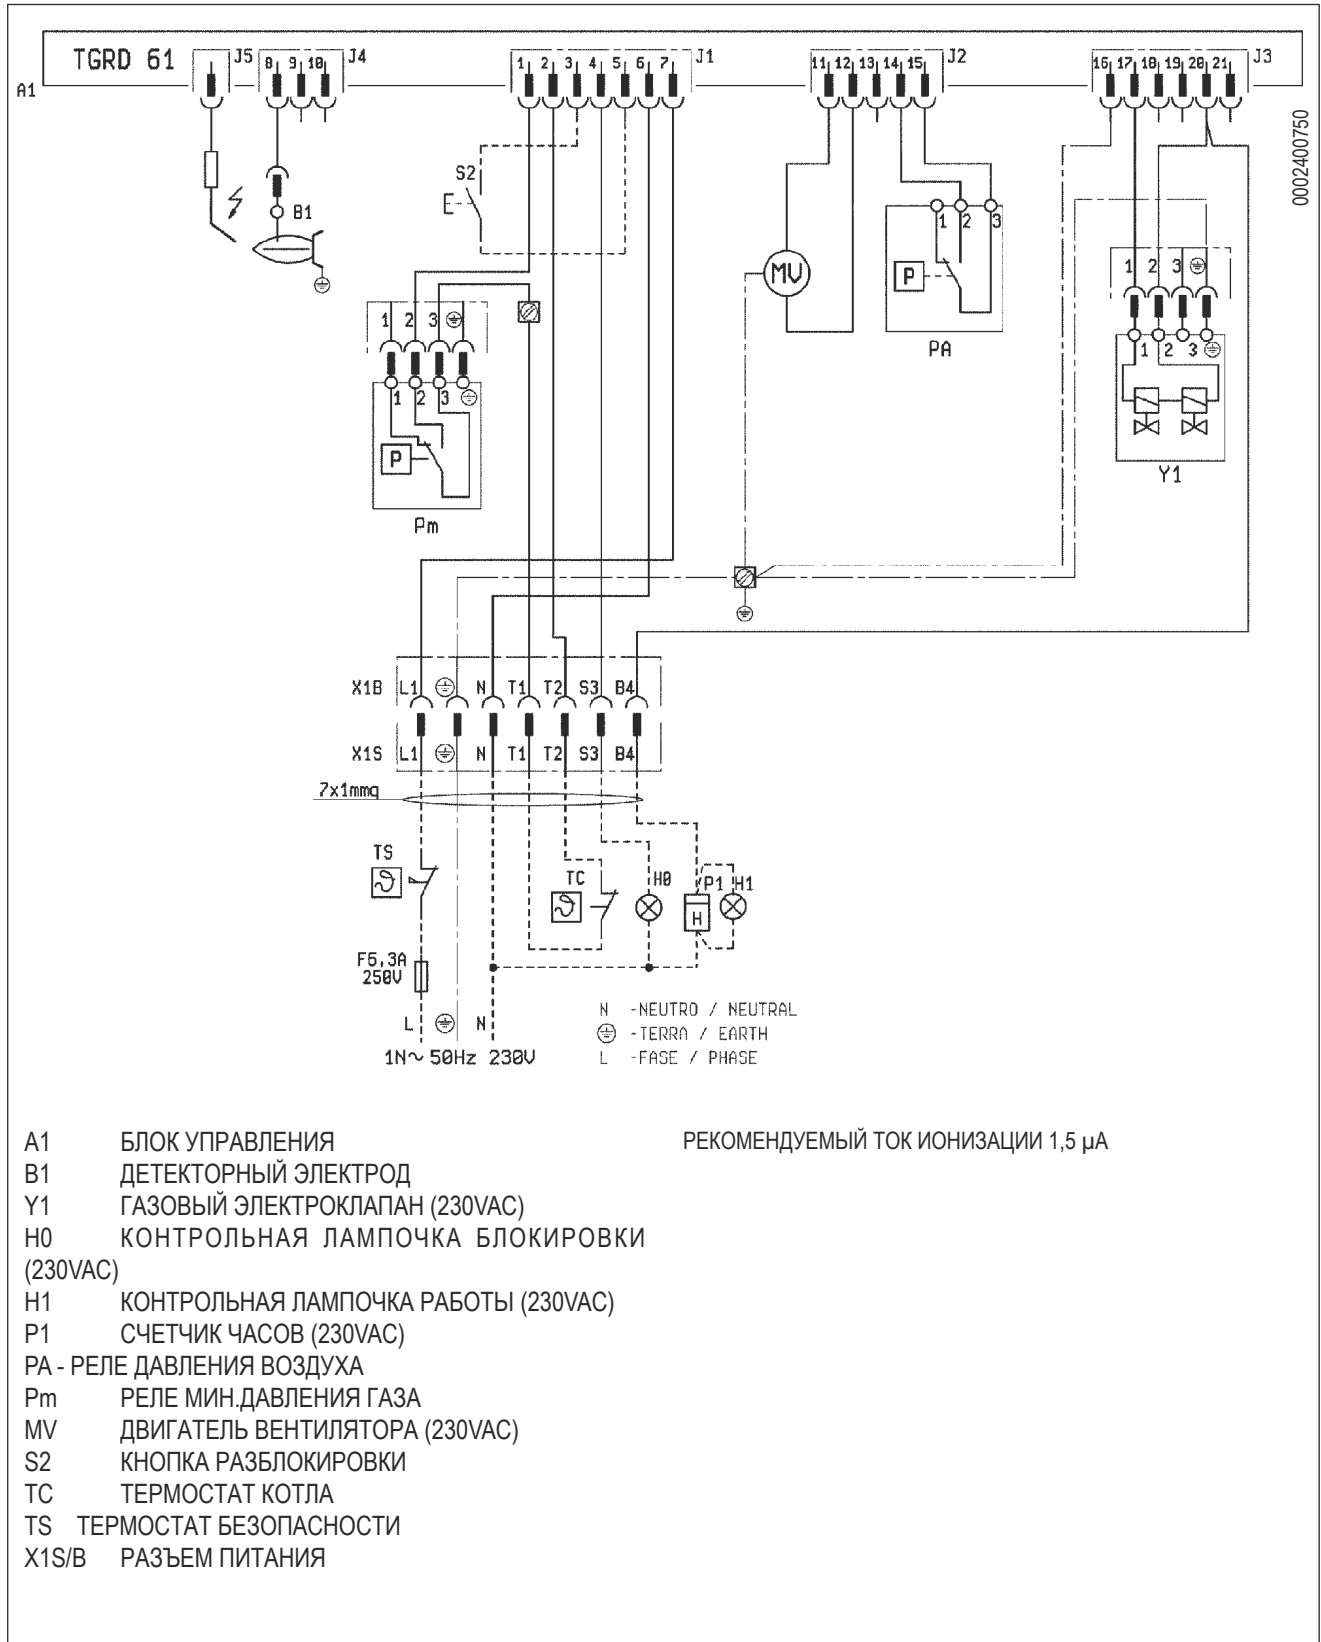 TGRD 61
A1
J5
8 9 10
J4
1 2 3 4 5 6 7
J1
11 12 13 14 15
J2
16 17 18 19 20 21
J3
0002400750
B1
S2
MV
1 2 3
P
PA
1 2 3
1 2 3
Y1
1 2 3
1 2 3
P
Pm
X1B L1 N T1 T2 S3 B4
X1S L1 N T1 T2 S3 B4
7x1mmq
TS
TC
H0
P1
H
H1
F5,3A
250V
L N
1N~ 50Hz 230V
N -NEUTRO / NEUTRAL
-TERRA / EARTH
L -FASE / PHASE
A1 БЛОК УПРАВЛЕНИЯ
B1 ДЕТЕКТОРНЫЙ ЭЛЕКТРОД
Y1 ГАЗОВЫЙ ЭЛЕКТРОКЛАПАН (230VAC)
H0 КОНТРОЛЬНАЯ ЛАМПОЧКА БЛОКИРОВКИ
(230VAC)
H1 КОНТРОЛЬНАЯ ЛАМПОЧКА РАБОТЫ (230VAC)
P1 СЧЕТЧИК ЧАСОВ (230VAC)
PA - РЕЛЕ ДАВЛЕНИЯ ВОЗДУХА
Pm РЕЛЕ МИН.ДАВЛЕНИЯ ГАЗА
MV ДВИГАТЕЛЬ ВЕНТИЛЯТОРА (230VAC)
S2 КНОПКА РАЗБЛОКИРОВКИ
TC ТЕРМОСТАТ КОТЛА
TS ТЕРМОСТАТ БЕЗОПАСНОСТИ
X1S/B РАЗЪЕМ ПИТАНИЯ
РЕКОМЕНДУЕМЫЙ ТОК ИОНИЗАЦИИ 1,5 µA